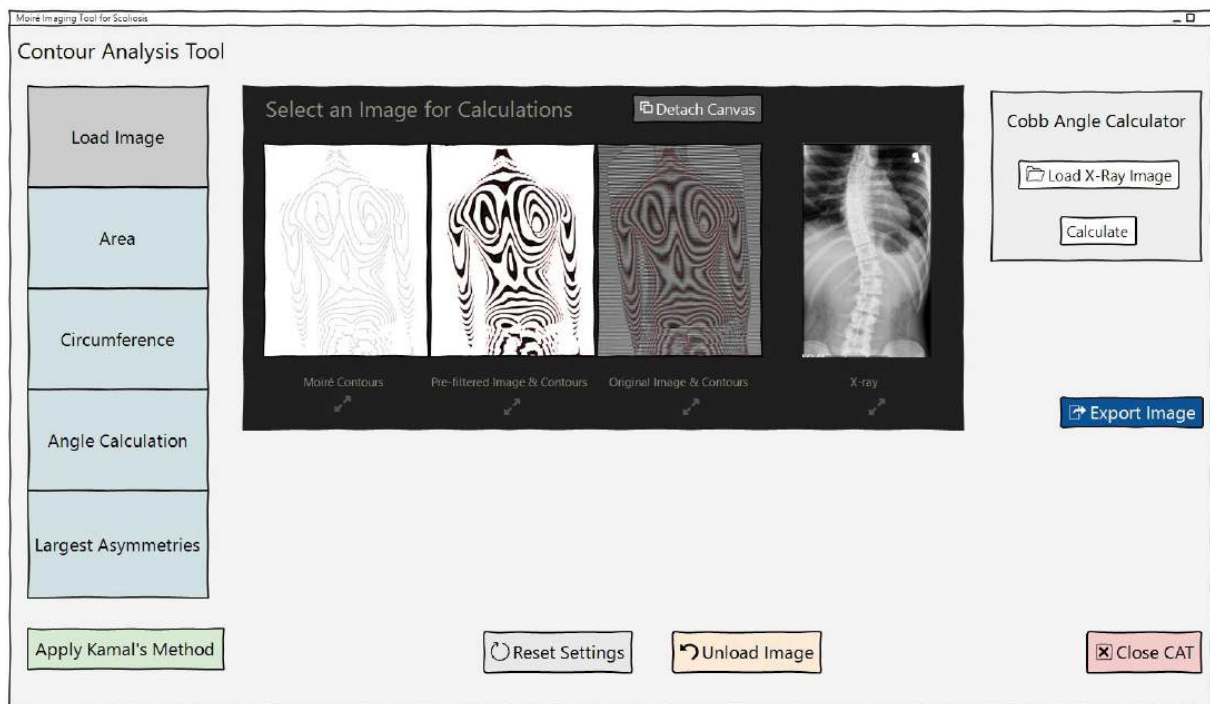 Moiré Imaging Tool for Scoliosis
Contour Analysis Tool
Load Image
Area
Circumference
Angle Calculation
Largest Asymmetries
Apply Kamal's Method
Select an Image for Calculations
Detach Canvas
Moiré Contours
Pre-filtered Image & Contours
Original Image & Contours
X-ray
Cobb Angle Calculator
Load X-Ray Image
Calculate
Export Image
Reset Settings
Unload Image
Close CAT